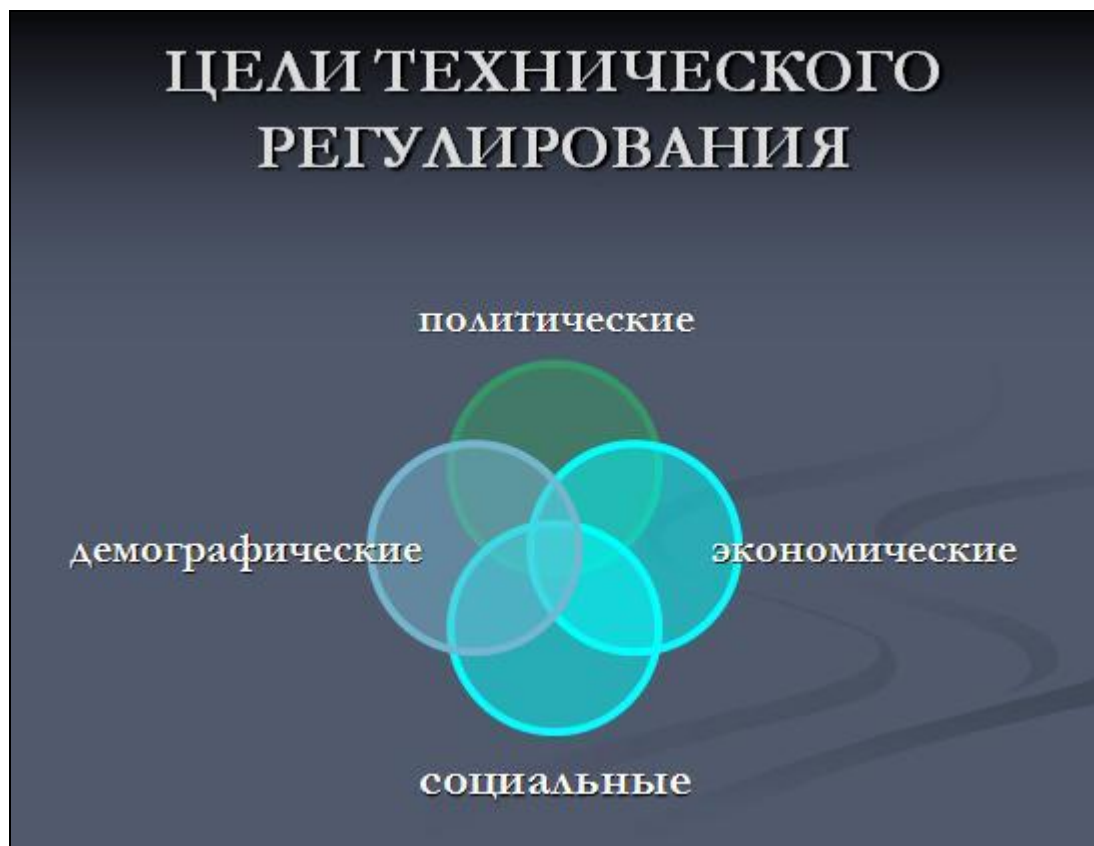 ЦЕЛИ ТЕХНИЧЕСКОГО
РЕГУЛИРОВАНИЯ
политические
демографические
экономические
социальные